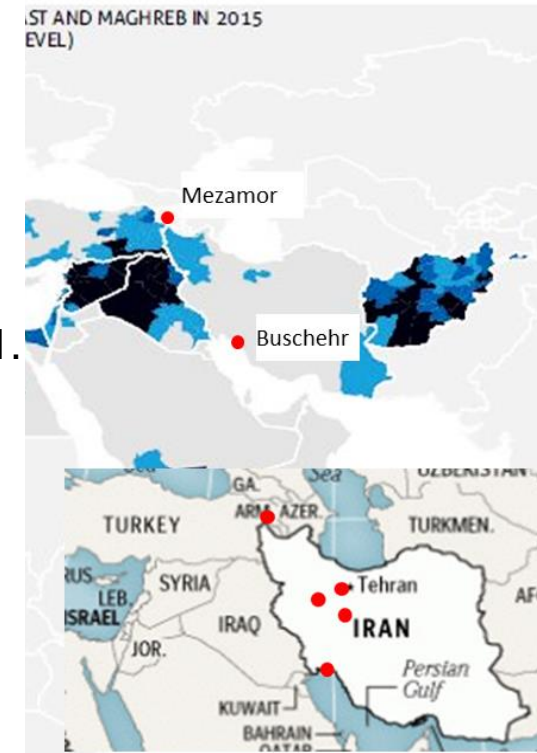 ST AND MAGHREB IN 2015
EVEL)
Mezamor
Buschehr
1.
Sea
UZBEKISTAN
GA.
ARM. AZER.
TURKEY
TURKMEN.
RUS.
SYRIA
Tehran
LEB.
AF
ISRAEL
IRAQ
IRAN
JOR.
Persian
Gulf
KUWAIT
BAHRAIN
QATAR